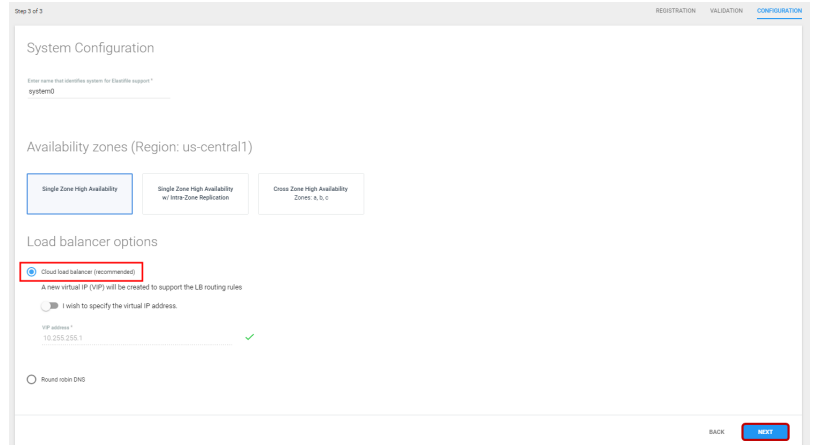 Step 3 of 3
REGISTRATION VALIDATION CONFIGURATION
System Configuration
Enter name that identifies system for Elastifile support *
system0
Availability zones (Region: us-central1)
Single Zone High Availability
Single Zone High Availability
w/ Intra-Zone Replication
Cross Zone High Availability
Zones: a, b, c
Load balancer options
Cloud load balancer (recommended)
A new virtual IP (VIP) will be created to support the LB routing rules
I wish to specify the virtual IP address.
VIP address *
10.255.255.1
Round robin DNS
BACK NEXT